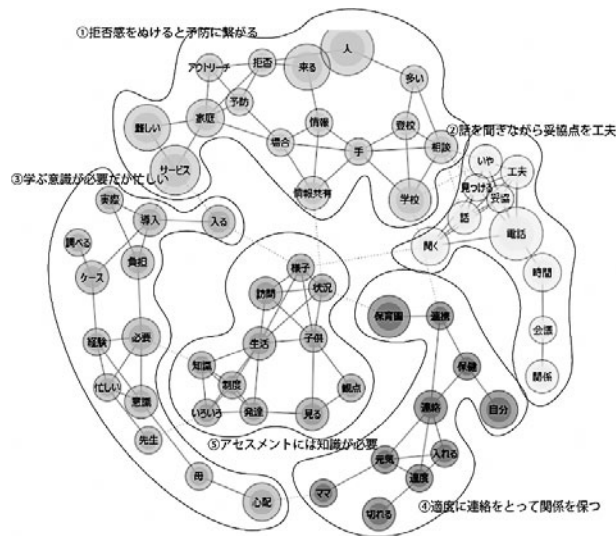 ①拒否感をぬけると予防に繋がる
人
アウトリーチ
拒否
来る
多い
予防
難しい
家庭
情報
登校
場合
手
相談
サービス
情報共有
学校
②話を聞ぎながら妥協点を工夫
いや
工夫
見つける
妥協
話
電話
聞く
時間
会議
関係
③学ぶ意識が必要だが忙しい
実際
導入
入る
調べる
負担
ケース
経験
必要
忙しい
意識
先生
母
心配
様子
訪問
状況
生活
子供
知識
制度
観点
いろいろ
発達
見る
⑤アセスメントには知識が必要
保育園
連携
保健
連絡
自分
元気
入れる
適度
ママ
切れる
④適度に連絡をとって関係を保つ